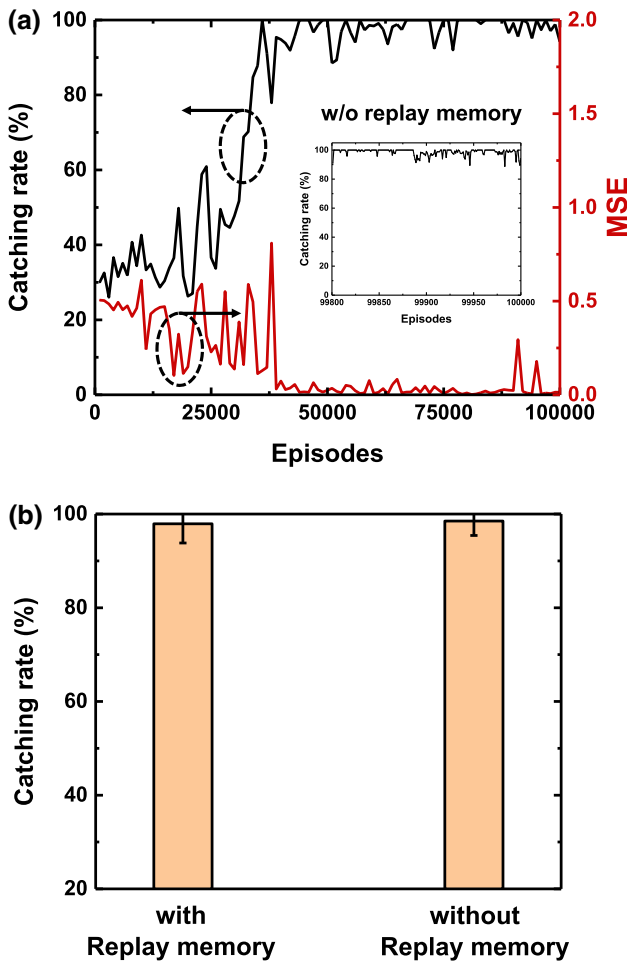 (a)
100
80
60
40
20
0
Catching rate (%)
2.0
1.5
1.0
0.5
0.0
MSE
w/o replay memory
100
80
60
40
20
0
Catching rate (%)
99800
99850
99900
99950
100000
Episodes
0
25000
50000
75000
100000
Episodes
(b)
100
80
60
40
20
Catching rate (%)
with
Replay memory
without
Replay memory